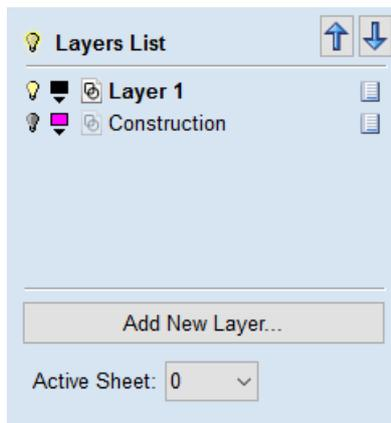 Layers List
Layer 1
Construction
Add New Layer...
Active Sheet: 0